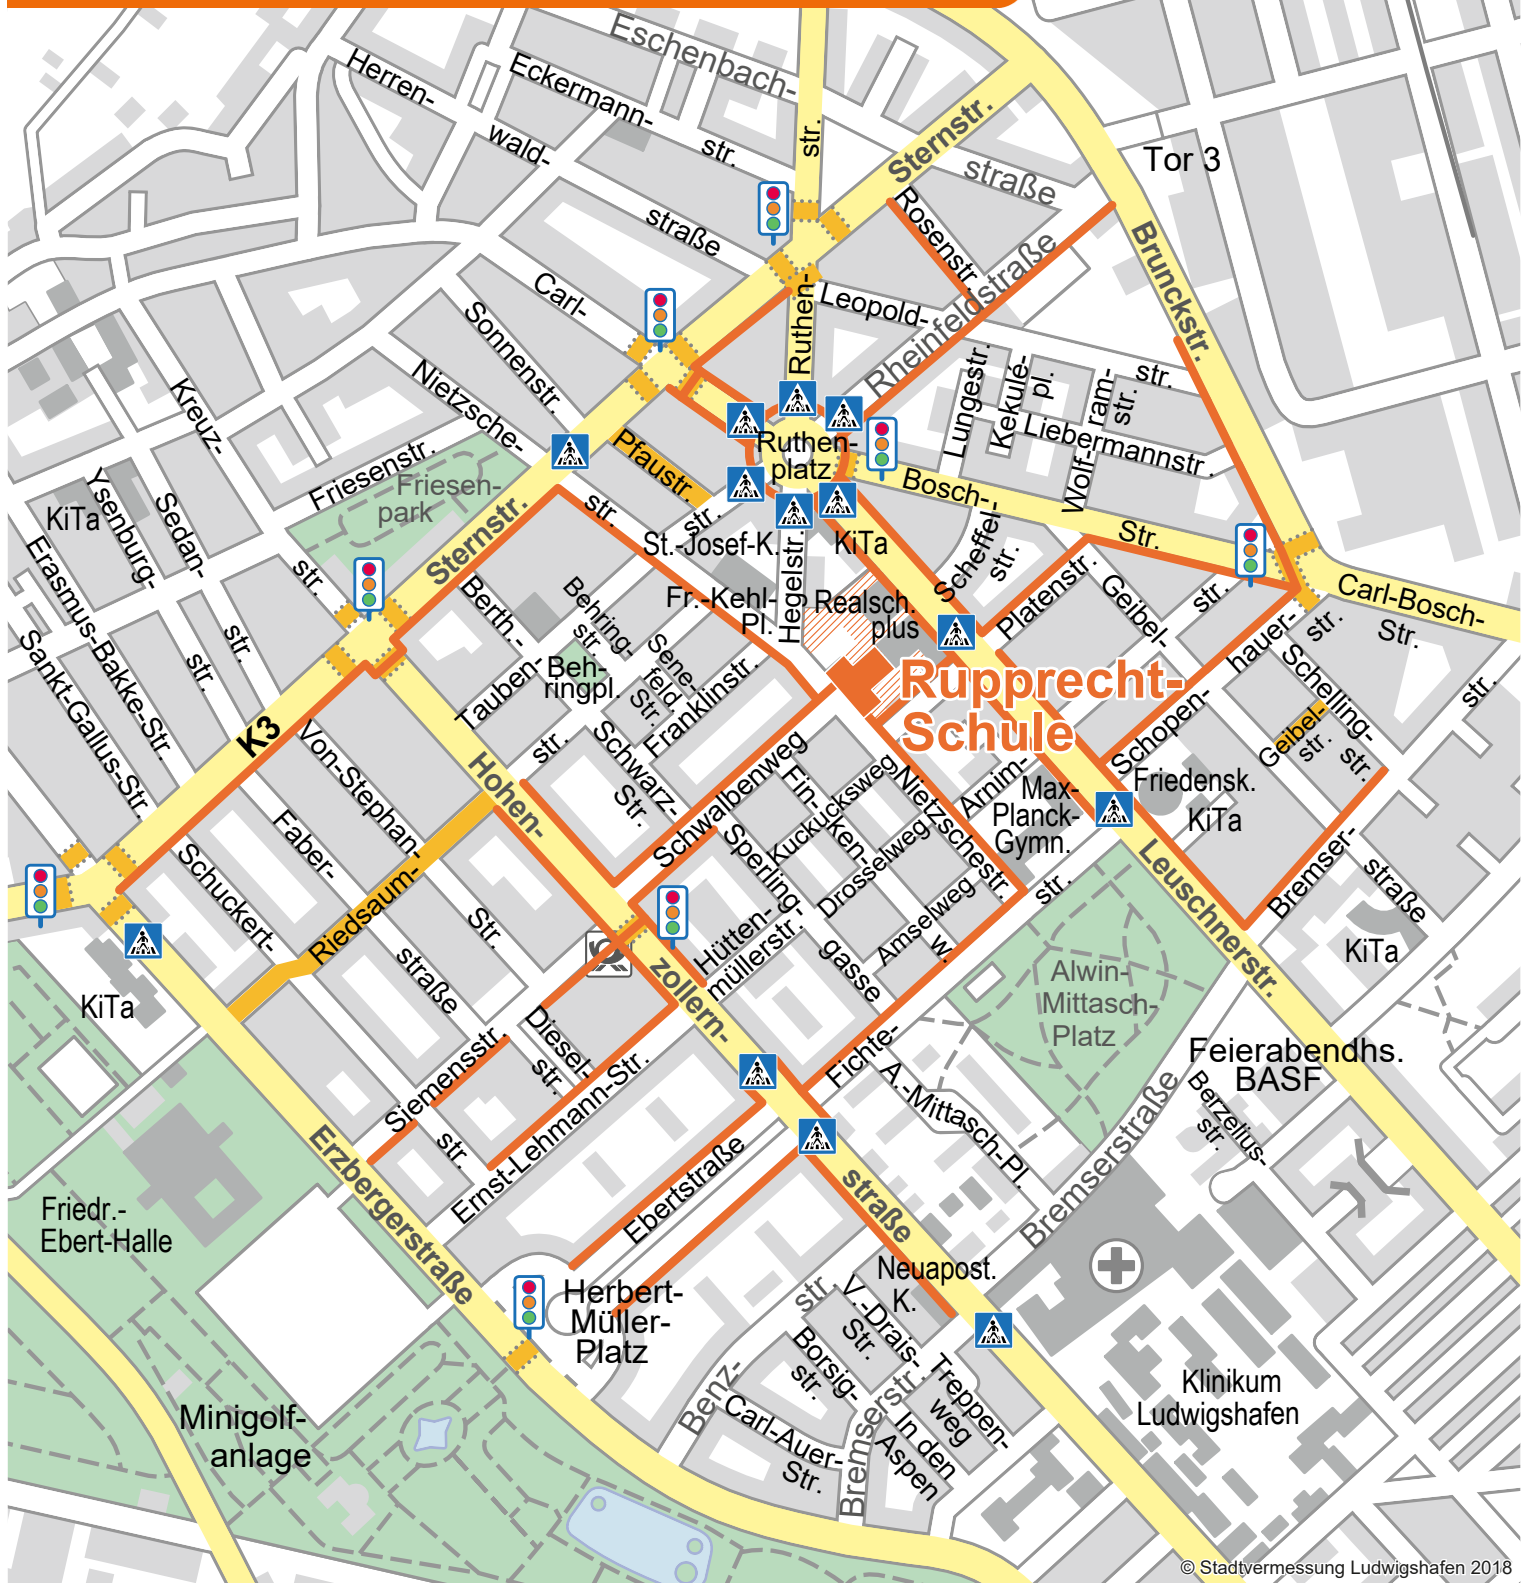 Eschenbach-
Herren-
Eckermann-
wald-
str.
str.
Sternstr.
straße
Tor 3
straße
Rosenstr.
Rheinfeldstraße
Brunckstr.
Carl-
Sonnenstr.
Leopold-
Ruthen-
str.
Kreuz-
Nietzsche-
Lungestr.
Kekulé-
pl.
Wolf-
ram-
str.
Liebermannstr.
Friesenstr.
Friesen-
park
Pfaustr.
Ruthen-
platz
Bosch-
Str.
KiTa
Ysenburg-
Sedan-
Sternstr.
str.
str.
St.-Josef-K.
KiTa
Hegelstr.
Scheffel-
str.
Erasmus-Bakke-Str.
str.
str.
str.
Sankt-Gallus-Str.
Berth.-
Behring-
str.
Fr.-Kehl-
Pl.
Realsch.
plus
Platenstr.
Geibel-
str.
Carl-Bosch-
Str.
str.
Tauben-
str.
Beh-
ringpl.
Sene-
feld.
Str.
Franklinstr.
Rupprecht-
Schule
Schopen-
hauer-
Schelling-
str.
Geibel-
str.
str.
K3
Von-Stephan-
Str.
Hohen-
zollern-
straße
Schwarz-
Str.
Schwalbenweg
Fin-
ken-
w.
Kuckucksweg
Nietzschestr.
Arnim-
str.
Max-
Planck-
Gymn.
Friedensk.
KiTa
Faber-
straße
Schuckert-
str.
Riedsaum-
Sperling
gasse
Drosselweg
Amselweg
Hütten-
müllerstr.
Leuschnerstr.
Bremser-
straße
KiTa
KiTa
Alwin-
Mittasch-
Platz
Siemensstr.
Diesel-
str.
Ernst-Lehmann-Str.
Fichte-
A.-Mittasch-Pl.
Feierabendhs.
BASF
Berzelius-
str.
Bremserstraße
Erzbergerstraße
Friedr.-
Ebert-Halle
Ebertstraße
Herbert-
Müller-
Platz
Neuapost.
K.
Benz-
str.
V.-Drais-
Str.
Borsig-
str.
Treppen-
weg
Bremserstr.
In den
Aspen
Carl-Auer-
Str.
Klinikum
Ludwigshafen
Minigolf-
anlage
© Stadtvermessung Ludwigshafen 2018